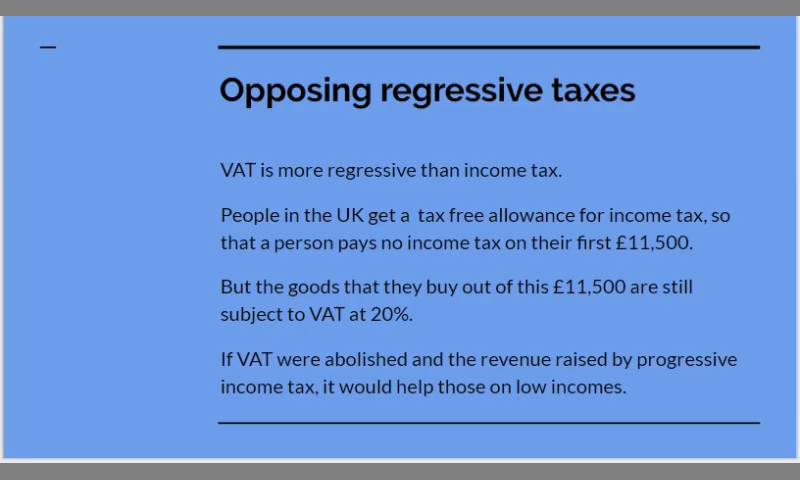 Opposing regressive taxes
VAT is more regressive than income tax.
People in the UK get a  tax free allowance for income tax, so
that a person pays no income tax on their first £11,500.
But the goods that they buy out of this £11,500 are still
subject to VAT at 20%.
If VAT were abolished and the revenue raised by progressive
income tax, it would help those on low incomes.